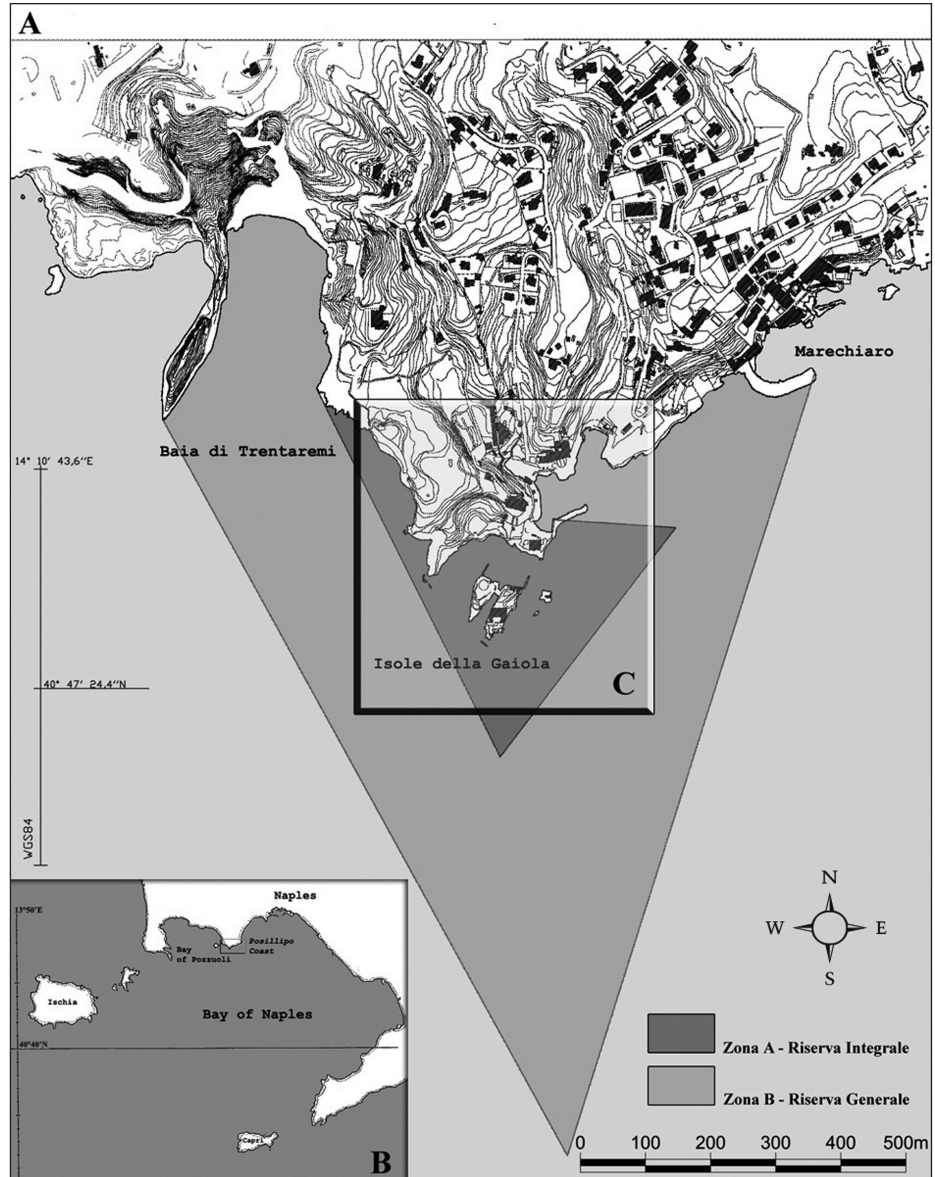 A
Marechiaro
Baia di Trentaremi
14° 10' 43,6''E
Isole della Gaiola
C
40° 47' 24.4''N
WGS84
Naples
13°50'E
Posillipo
Coast
Bay
of Pozzuoli
Ischia
Bay of Naples
40°40'N
Capri
B
N
W
E
S
Zona A - Riserva Integrale
Zona B - Riserva Generale
0 100 200 300 400 500m